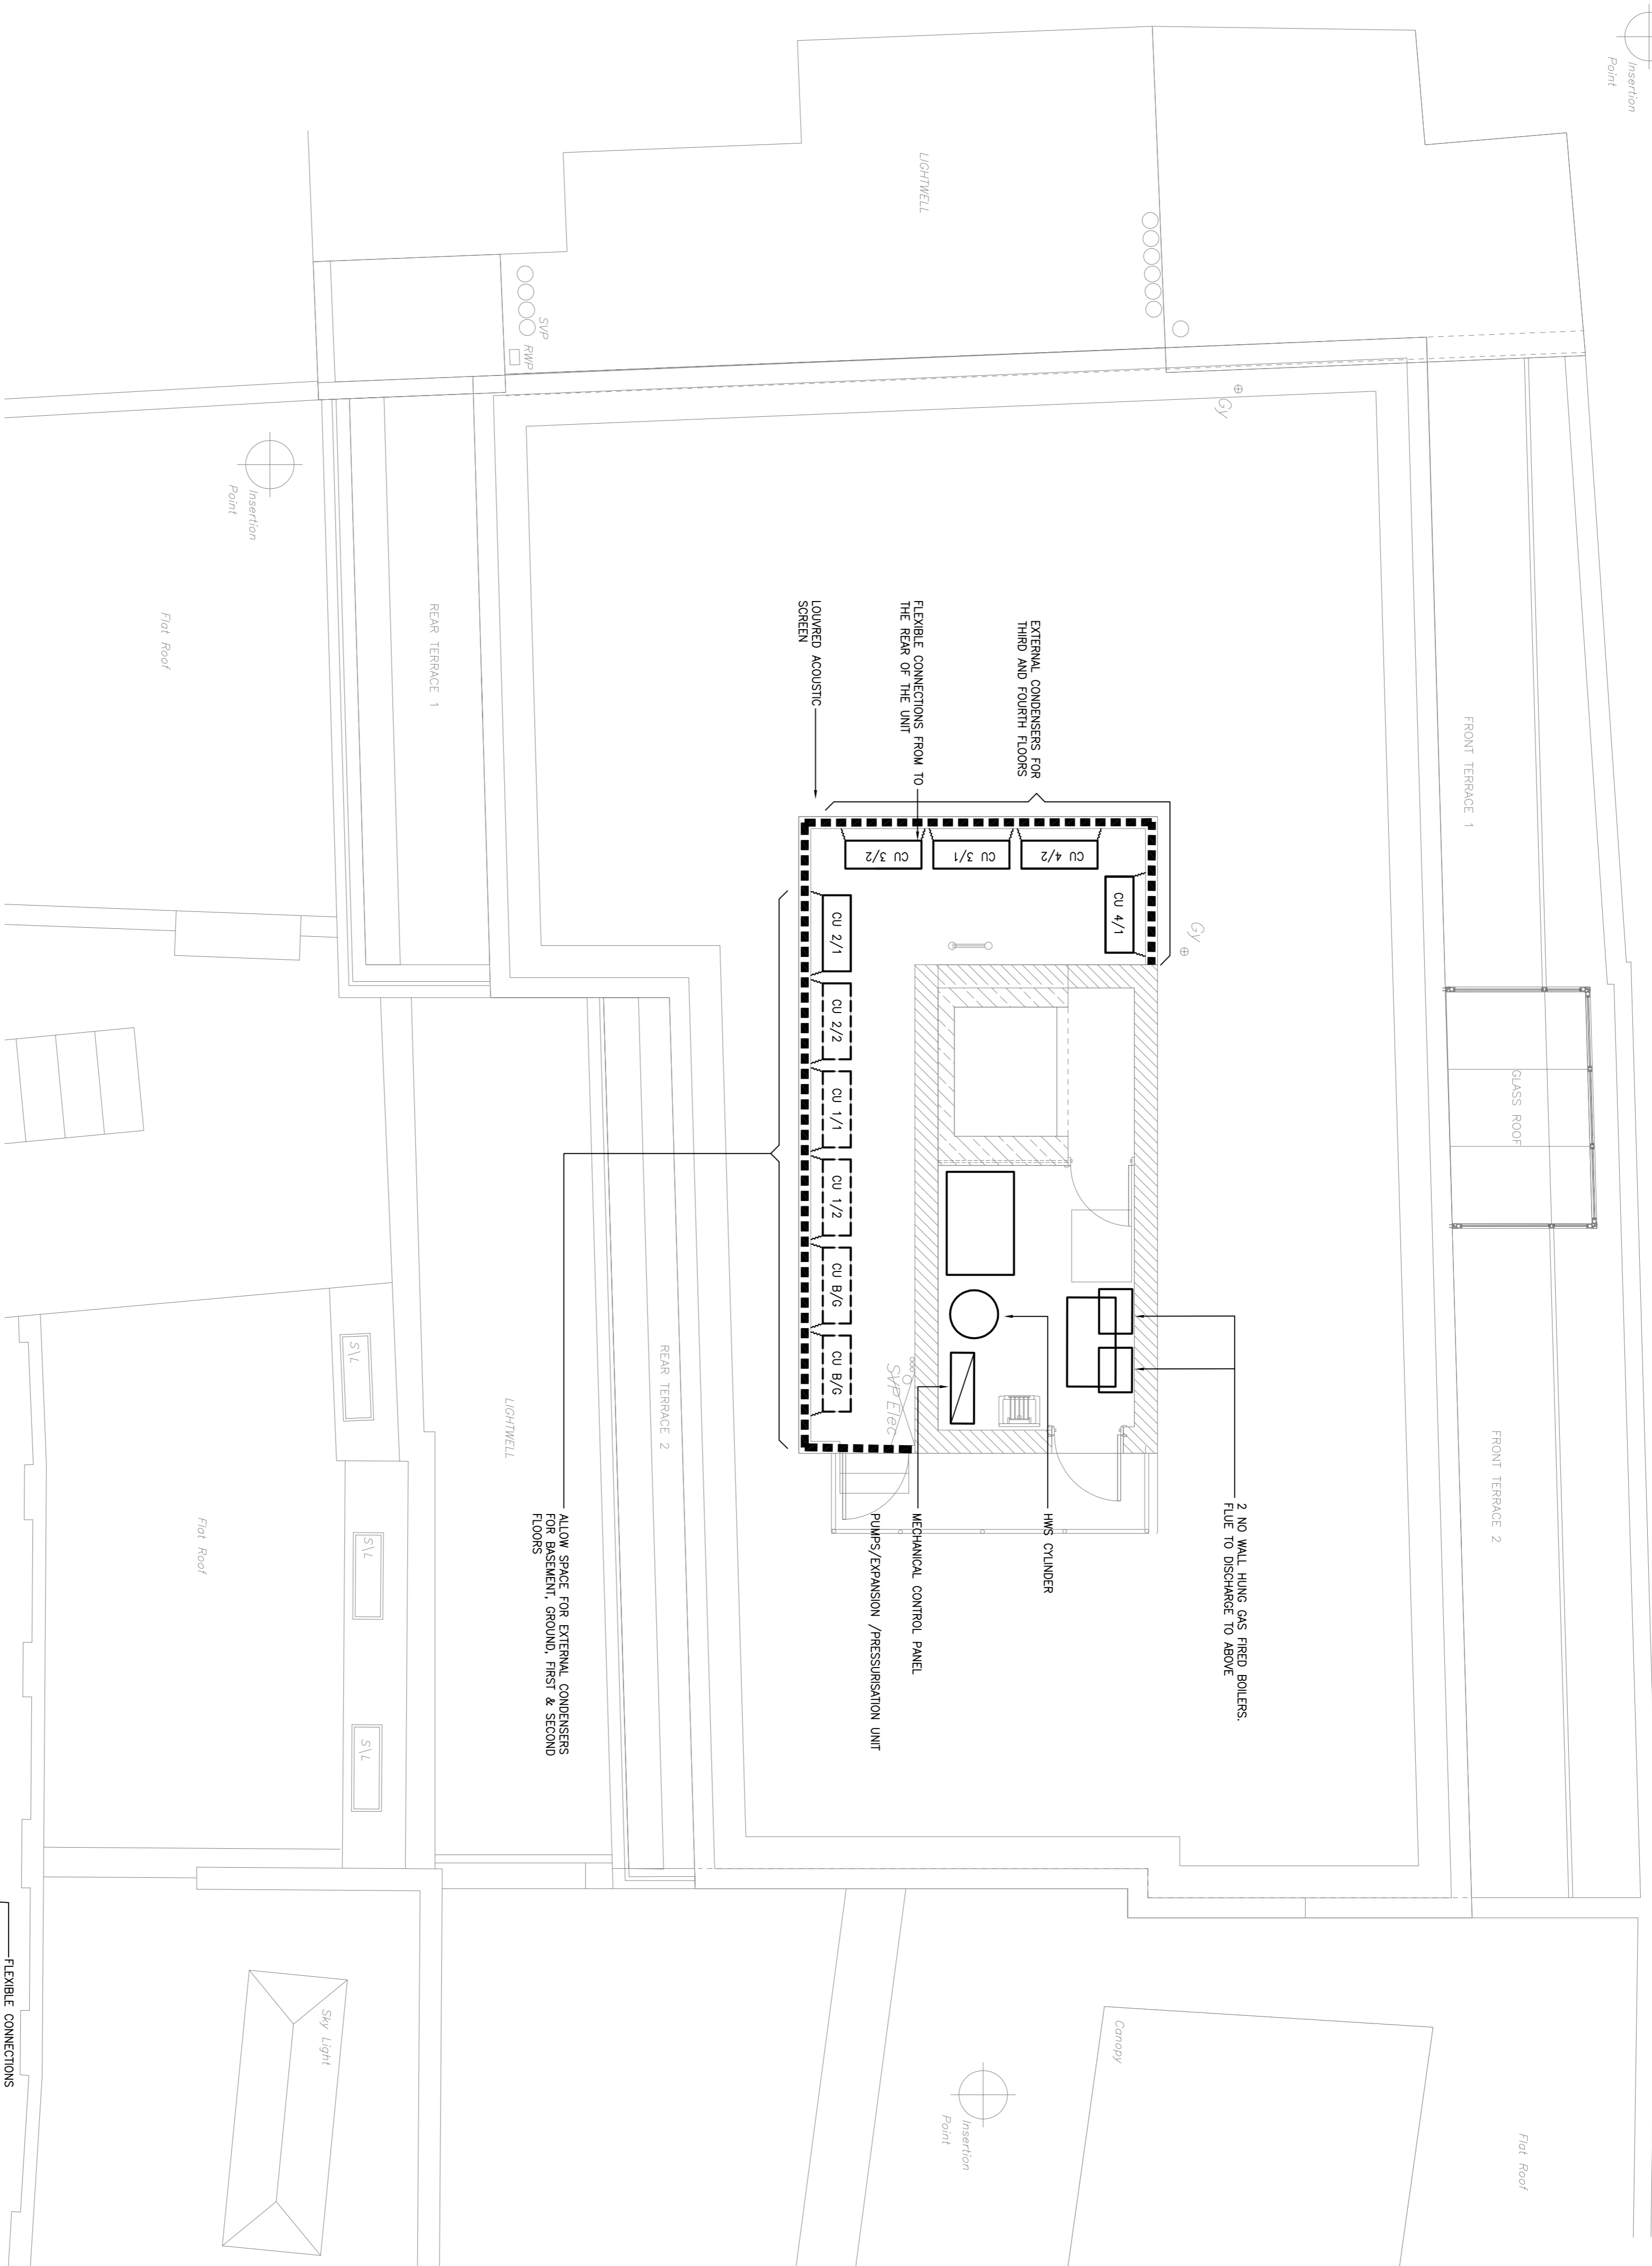 Insertion
Point
FRONT TERRACE 1
GLASS ROOF
FRONT TERRACE 2
Flat Roof
LIGHTWELL
Gy
Gy
Canopy
EXTERNAL CONDENSERS FOR
THIRD AND FOURTH FLOORS
FLEXIBLE CONNECTIONS FROM TO
THE REAR OF THE UNIT
LOUVRED ACOUSTIC
SCREEN
CU 4/1
CU 4/2
CU 3/1
CU 3/2
CU 2/1
CU 2/2
CU 1/1
CU 1/2
CU B/G
CU B/G
SVP Elec
2 NO WALL HUNG GAS FIRED BOILERS.
FLUE TO DISCHARGE TO ABOVE
HWS CYLINDER
MECHANICAL CONTROL PANEL
PUMPS/EXPANSION /PRESSURISATION UNIT
ALLOW SPACE FOR EXTERNAL CONDENSERS
FOR BASEMENT, GROUND, FIRST & SECOND
FLOORS
Insertion
Point
SVP
RWP
REAR TERRACE 1
REAR TERRACE 2
LIGHTWELL
Insertion
Point
Flat Roof
S\L
S\L
S\L
Flat Roof
Sky Light
FLEXIBLE CONNECTIONS